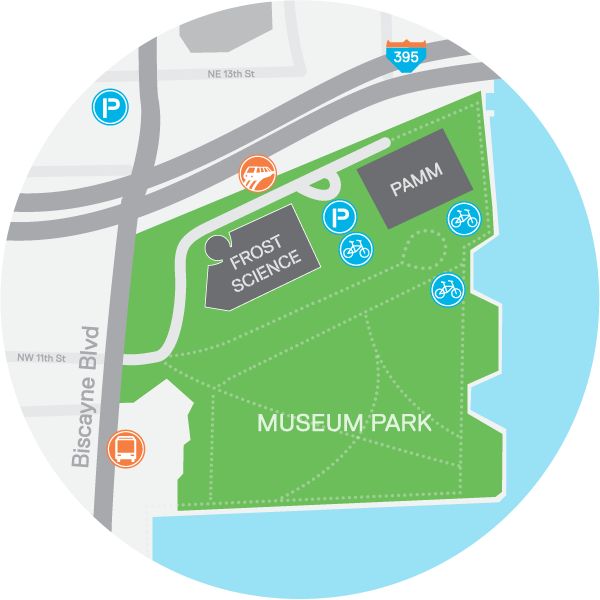 395
NE 13th St
P
PAMM
P
FROST
SCIENCE
NW 11th St
Biscayne Blvd
MUSEUM PARK